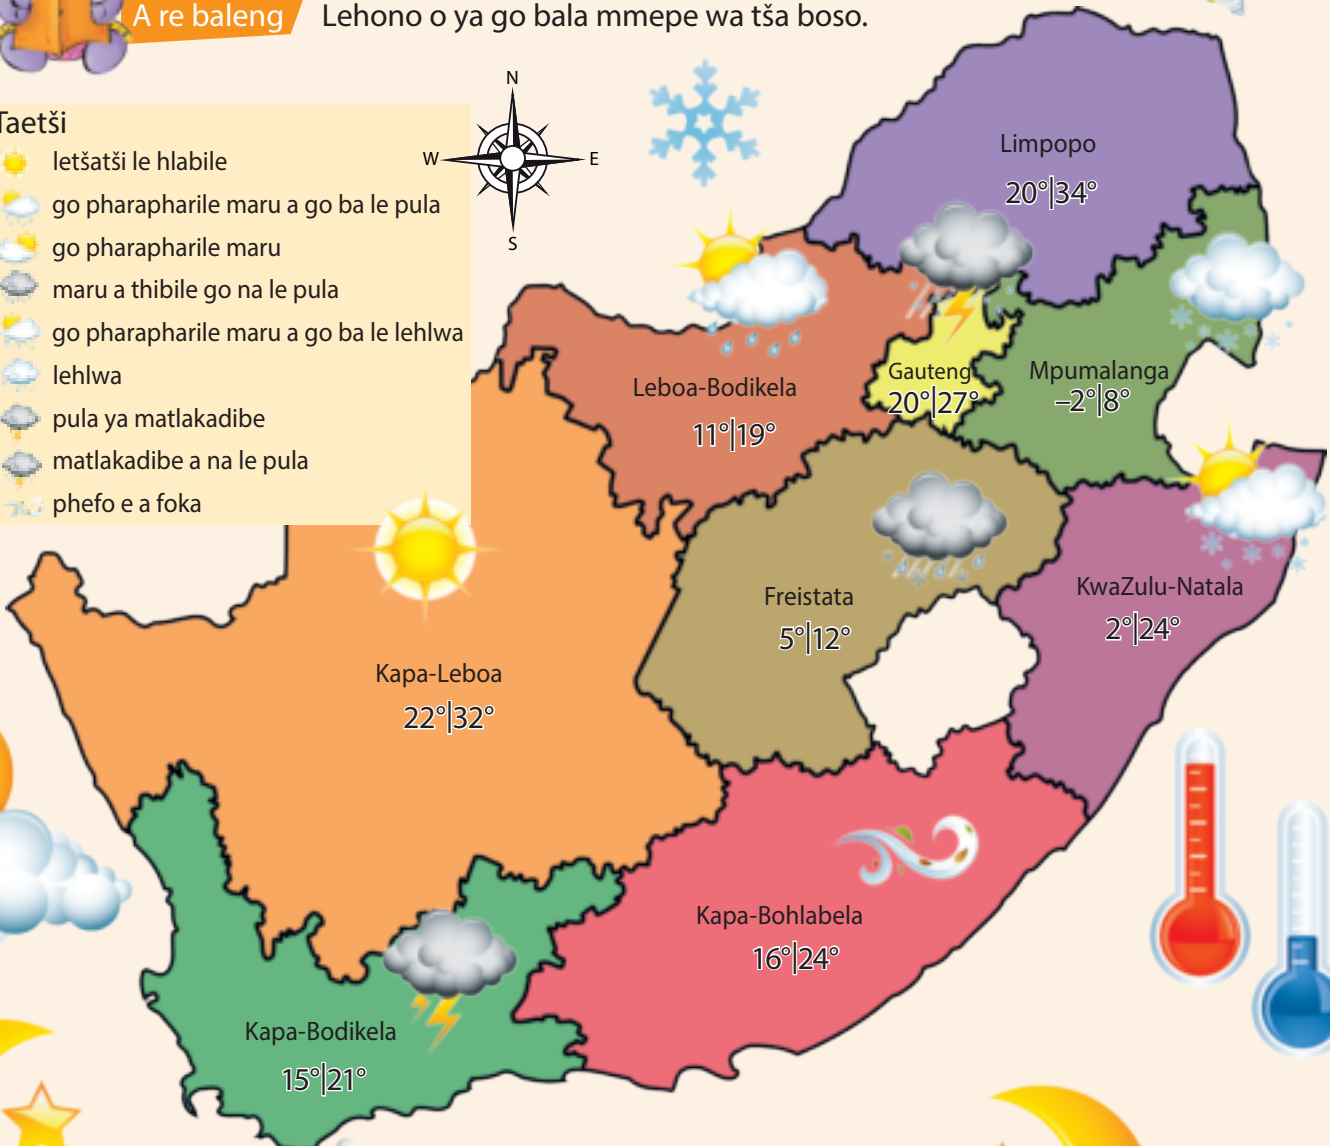 A re baleng
Lehono o ya go bala mmepe wa tša boso.
Taetši
letšatši le hlabile
go pharapharile maru a go ba le pula
go pharapharile maru
maru a thibile go na le pula
go pharapharile maru a go ba le lehlwa
lehlwa
pula ya matlakadibe
matlakadibe a na le pula
phefo e a foka
N
W
E
S
Limpopo
20°|34°
Leboa-Bodikela
11°|19°
Gauteng
20°|27°
Mpumalanga
–2°|8°
Freistata
5°|12°
KwaZulu-Natala
2°|24°
Kapa-Leboa
22°|32°
Kapa-Bohlabela
16°|24°
Kapa-Bodikela
15°|21°